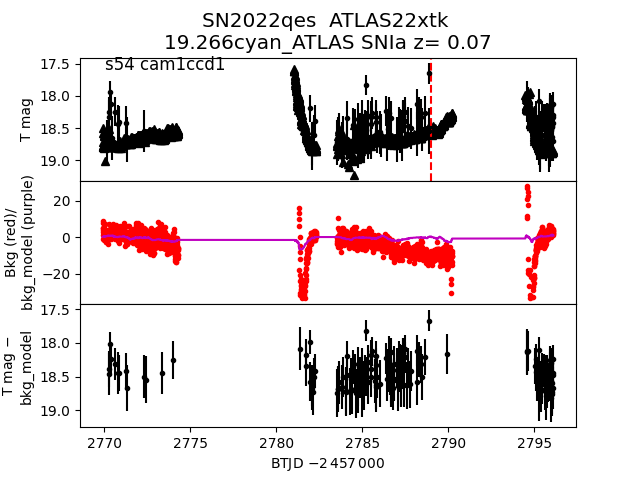 SN2022qes ATLAS22xtk
19.266cyan_ATLAS SNIa z= 0.07
s54 cam1ccd1
17.5
18.0
18.5
19.0
T mag
20
0
−20
Bkg (red)/
bkg_model (purple)
17.5
18.0
18.5
19.0
T mag −
bkg_model
2770 2775 2780 2785 2790 2795
BTJD −2 457 000